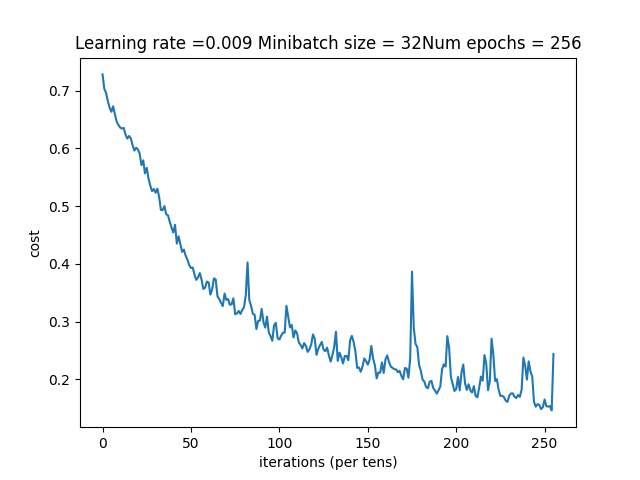 Learning rate =0.009 Minibatch size = 32Num epochs = 256
0.7
0.6
0.5
0.4
0.3
0.2
cost
0 50 100 150 200 250
iterations (per tens)